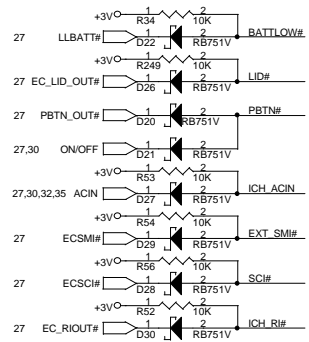 +3V 1 2
R34 10K
27 LLBATT# 1 2 BATTLOW#
D22 RB751V
1 2
R249 10K
27 EC_LID_OUT# 1 2 LID#
D26 RB751V
27 PBTN_OUT# 1 2 PBTN#
D20 RB751V
27,30 ON/OFF 1 2
D21 RB751V
+3V 1 2
R53 10K
27,30,32,35 ACIN 1 2 ICH_ACIN
D27 RB751V
+3V 1 2
R54 10K
27 ECSMI# 1 2 EXT_SMI#
D29 RB751V
+3V 1 2
R56 10K
27 ECSCI# 1 2 SCI#
D28 RB751V
+3V 1 2
R52 10K
27 EC_RIOUT# 1 2 ICH_RI#
D30 RB751V